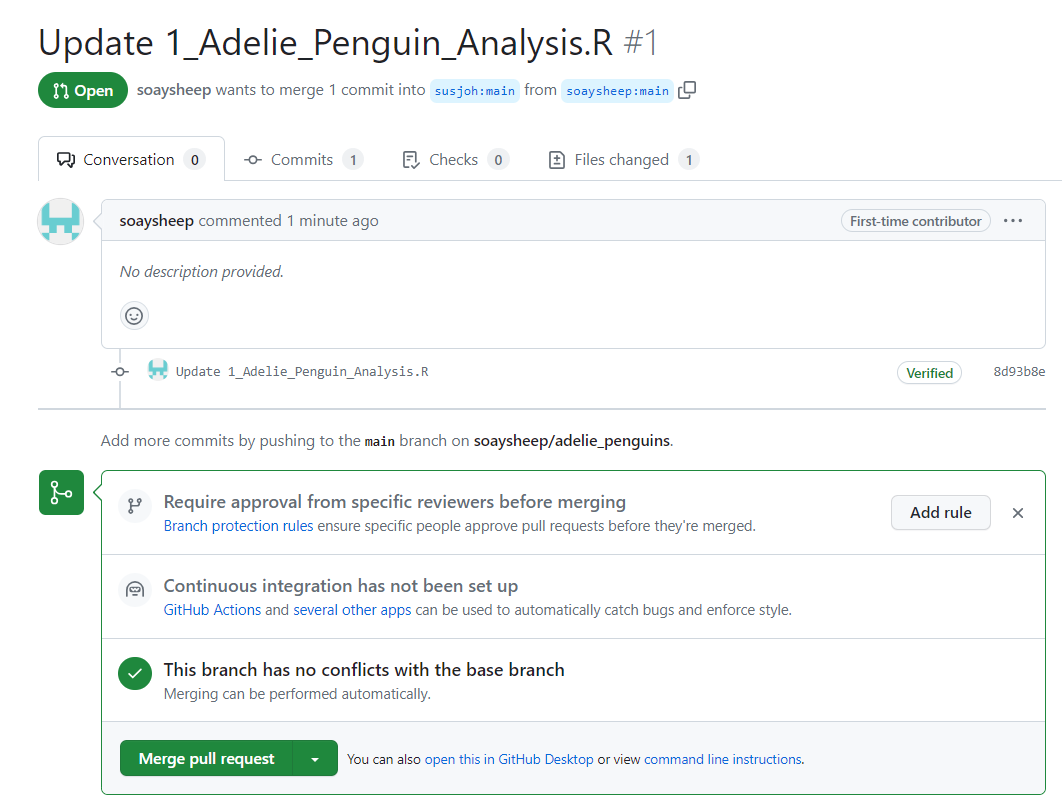 Update 1_Adelie_Penguin_Analysis.R #1
Open soaysheep wants to merge 1 commit into susjoh:main from soaysheep:main
Conversation 0 Commits 1 Checks 0 Files changed 1
soaysheep commented 1 minute ago First-time contributor
No description provided.
Update 1_Adelie_Penguin_Analysis.R Verified 8d93b8e
Add more commits by pushing to the main branch on soaysheep/adelie_penguins.
Require approval from specific reviewers before merging
Branch protection rules ensure specific people approve pull requests before they're merged.
Add rule
Continuous integration has not been set up
GitHub Actions and several other apps can be used to automatically catch bugs and enforce style.
This branch has no conflicts with the base branch
Merging can be performed automatically.
Merge pull request You can also open this in GitHub Desktop or view command line instructions.